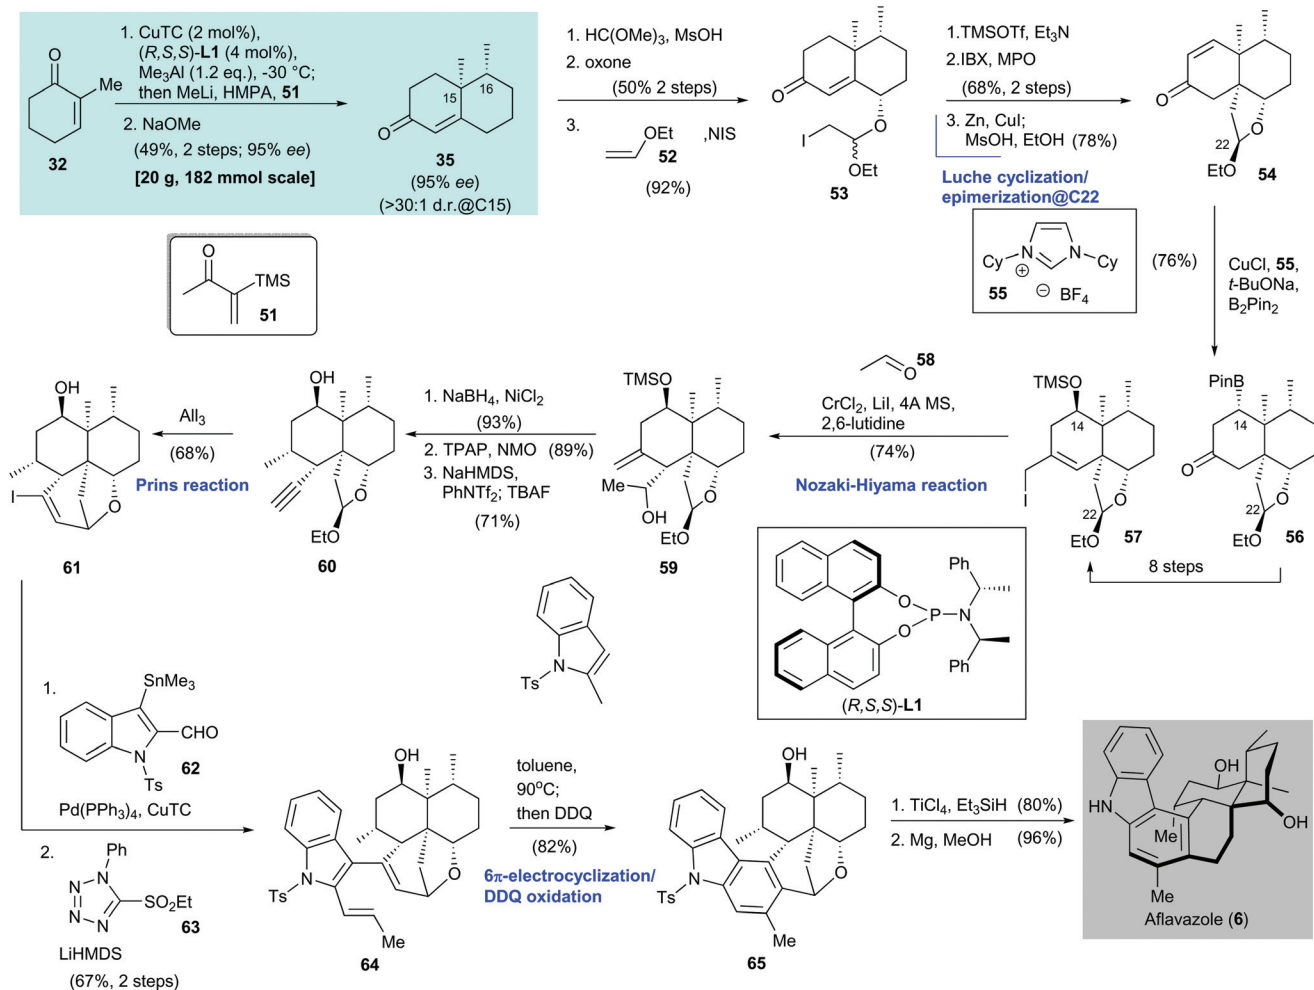 1. CuTC (2 mol%),
(R,S,S)-L1 (4 mol%),
Me3Al (1.2 eq.), -30 °C;
then MeLi, HMPA, 51
2. NaOMe
(49%, 2 steps; 95% ee)
[20 g, 182 mmol scale]
O
Me
32
15
16
O
35
(95% ee)
(>30:1 d.r.@C15)
1. HC(OMe)3, MsOH
2. oxone
(50% 2 steps)
3.
OEt
,NIS
52
(92%)
O
O
I
OEt
53
1.TMSOTf, Et3N
2.IBX, MPO
(68%, 2 steps)
3. Zn, CuI;
MsOH, EtOH (78%)
Luche cyclization/
epimerization@C22
O
O
22
EtO
54
O
TMS
51
N
N
Cy
Cy
⊕
55
⊖ BF4
(76%)
CuCl, 55,
t-BuONa,
B2Pin2
OH
I
O
61
AlI3
(68%)
Prins reaction
OH
O
EtO
60
1. NaBH4, NiCl2
(93%)
2. TPAP, NMO (89%)
3. NaHMDS,
PhNTf2; TBAF
(71%)
TMSO
Me
OH
O
EtO
59
58
O
CrCl2, LiI, 4A MS,
2,6-lutidine
(74%)
Nozaki-Hiyama reaction
TMSO
14
I
O
22
EtO
57
PinB
14
O
O
22
EtO
56
8 steps
N
Ts
O
O
P
N
Ph
Ph
(R,S,S)-L1
1.
SnMe3
CHO
N
Ts
62
Pd(PPh3)4, CuTC
2.
Ph
N
N
N
N
SO2Et
63
LiHMDS
(67%, 2 steps)
OH
N
Ts
O
Me
64
toluene,
90oC;
then DDQ
(82%)
6π-electrocyclization/
DDQ oxidation
OH
N
Ts
O
Me
65
1. TiCl4, Et3SiH (80%)
2. Mg, MeOH (96%)
OH
HN
Me
OH
Me
Aflavazole (6)